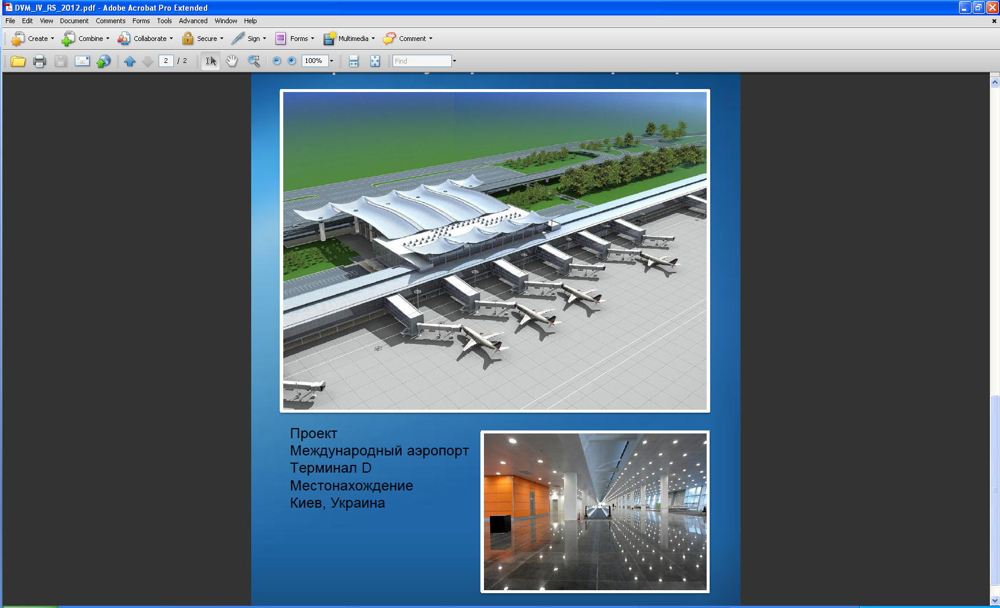 DVM_IV_RS_2012.pdf - Adobe Acrobat Pro Extended
File Edit View Document Comments Forms Tools Advanced Window Help
Create Combine Collaborate Secure Sign Forms Multimedia Comment
2 / 2 100% Find
Проект
Международный аэропорт
Терминал D
Местонахождение
Киев, Украина